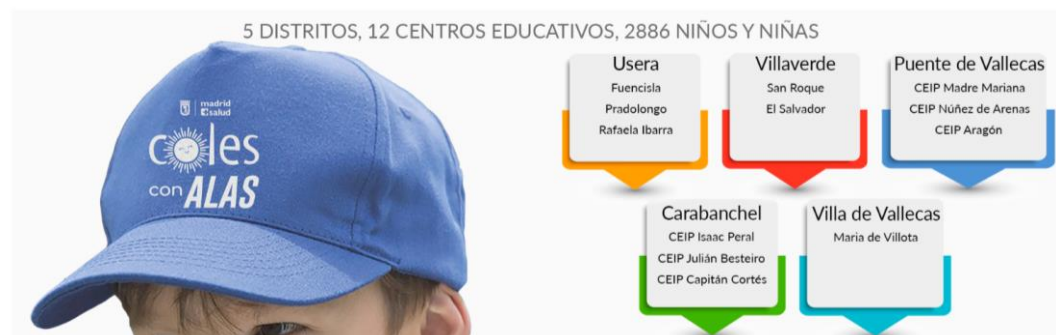 5 DISTRITOS, 12 CENTROS EDUCATIVOS, 2886 NIÑOS Y NIÑAS
madrid
salud
coles
con ALAS
Usera
Fuencisla
Pradolongo
Rafaela Ibarra
Villaverde
San Roque
El Salvador
Puente de Vallecas
CEIP Madre Mariana
CEIP Núñez de Arenas
CEIP Aragón
Carabanchel
CEIP Isaac Peral
CEIP Julián Besteiro
CEIP Capitán Cortés
Villa de Vallecas
Maria de Villota